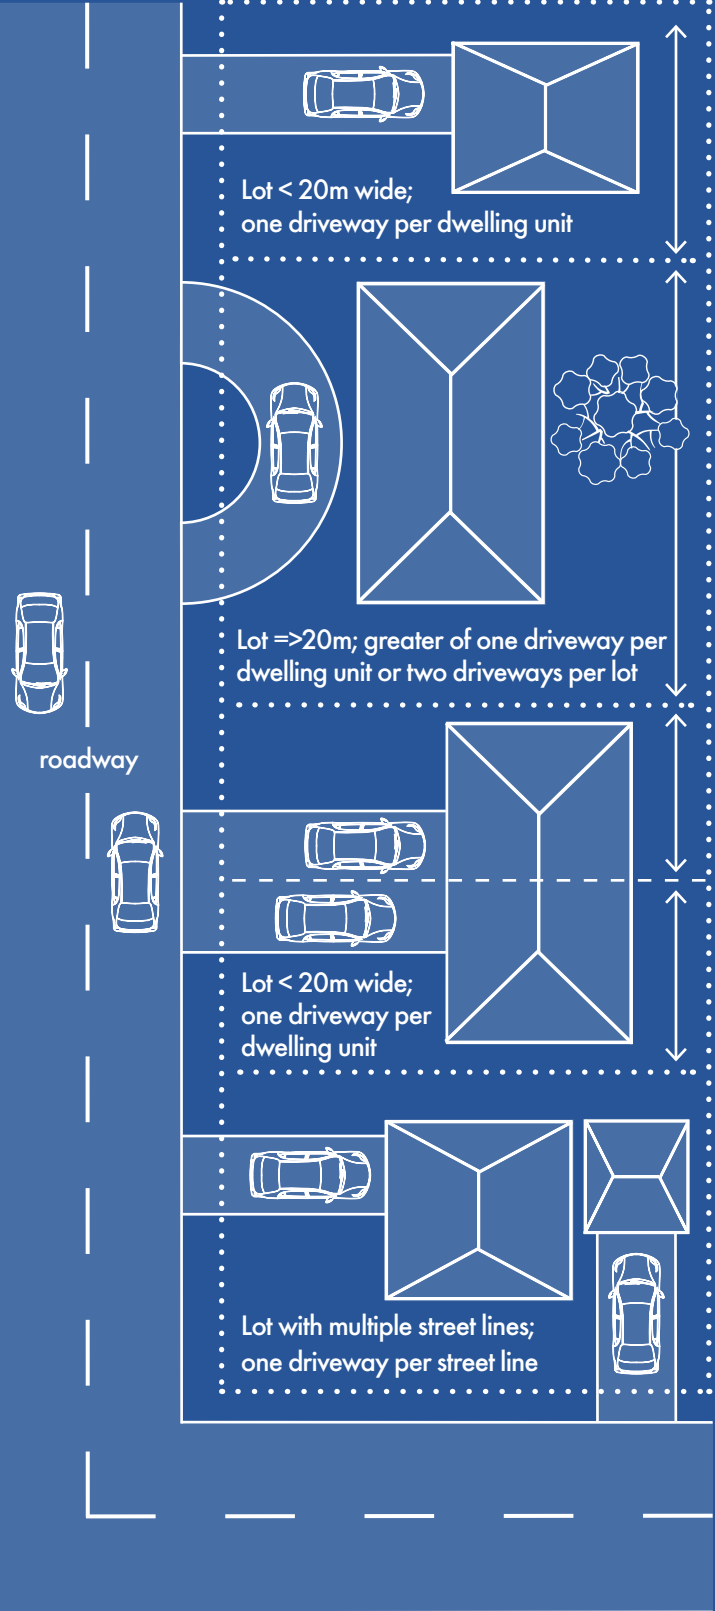 Lot < 20m wide;
one driveway per dwelling unit
Lot =>20m; greater of one driveway per
dwelling unit or two driveways per lot
roadway
Lot < 20m wide;
one driveway per
dwelling unit
Lot with multiple street lines;
one driveway per street line